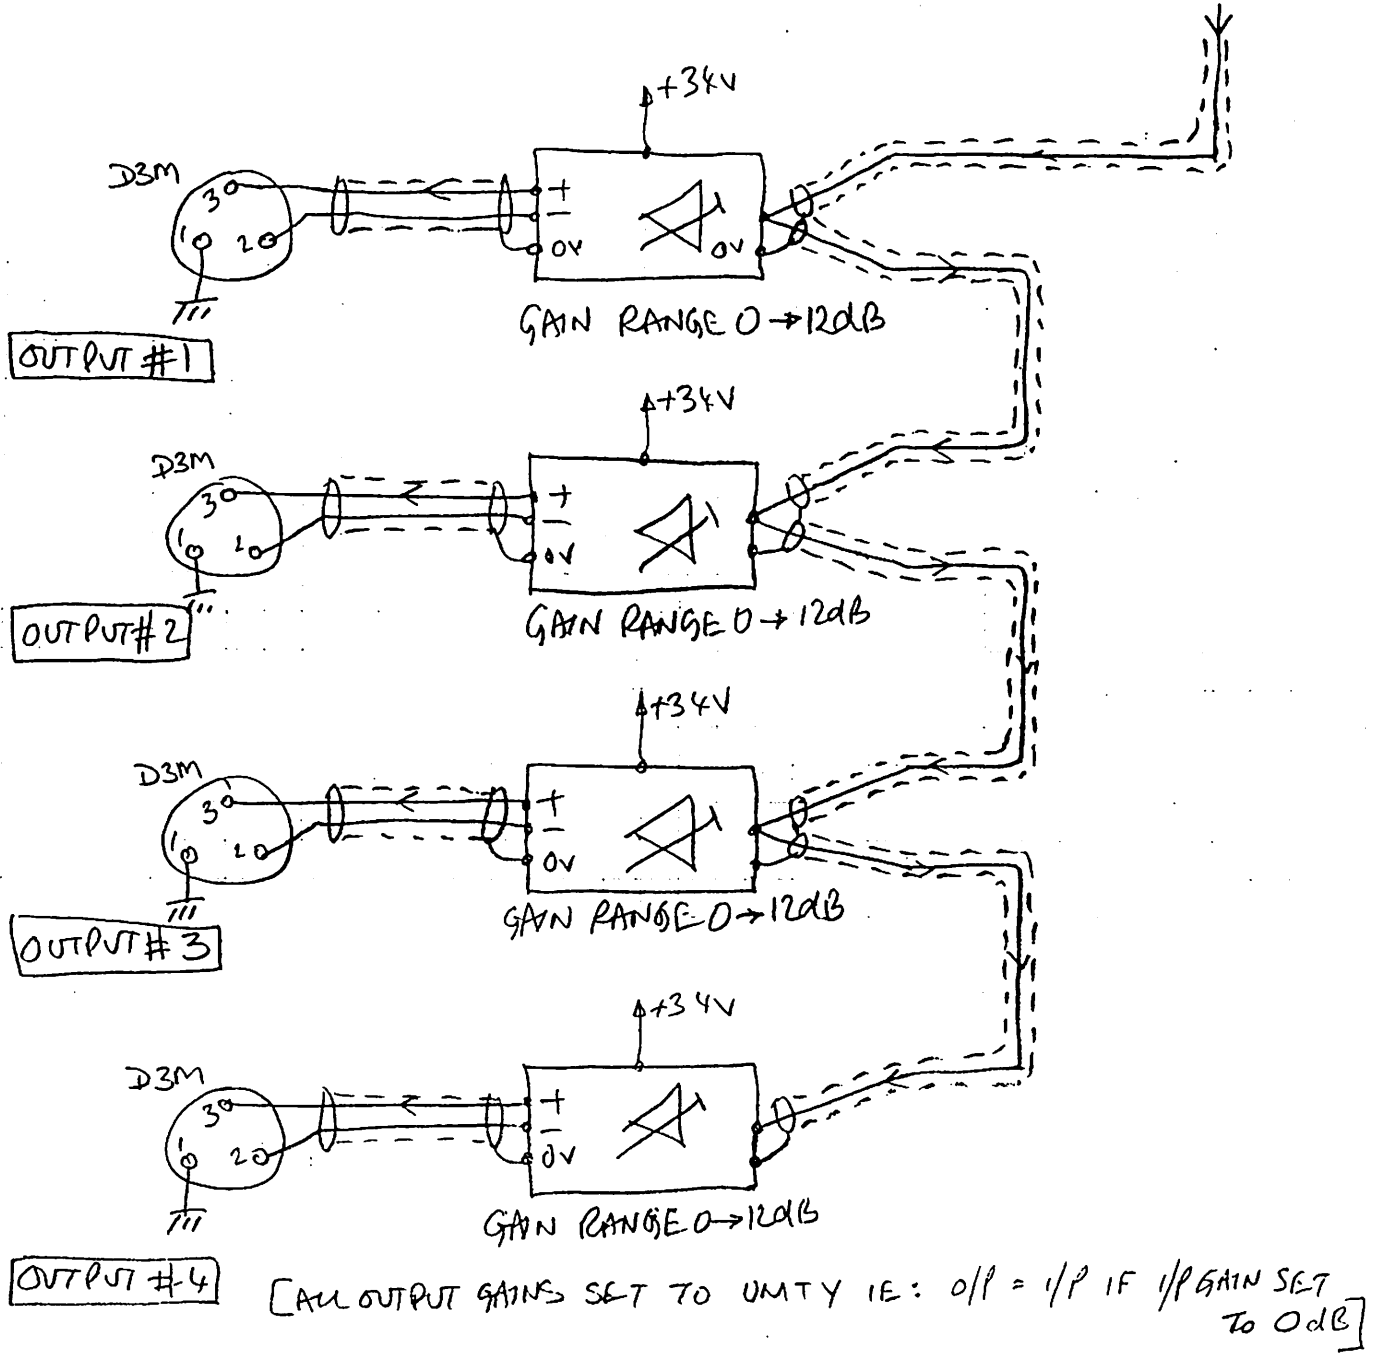 +34V
D3M
3
1
2
+
-
0V
0V
GAIN RANGE 0→12dB
OUTPUT #1
+34V
D3M
3
1
2
+
-
0V
GAIN RANGE 0→12dB
OUTPUT #2
+34V
D3M
3
1
2
+
-
0V
GAIN RANGE 0→12dB
OUTPUT #3
+34V
D3M
3
1
2
+
-
0V
GAIN RANGE 0→12dB
OUTPUT #4
[ALL OUTPUT GAINS SET TO UNITY IE: O/P = I/P IF I/P GAIN SET
TO 0dB]